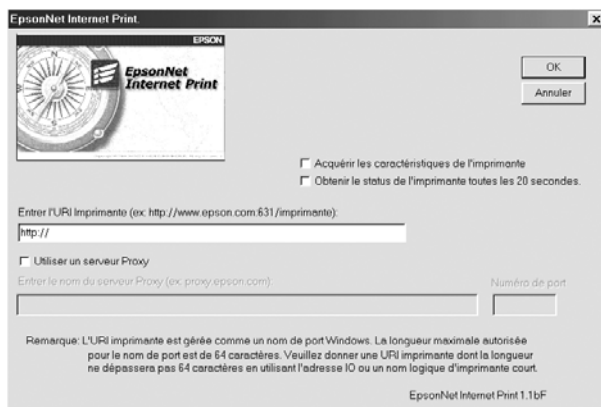 EpsonNet Internet Print.
EPSON
EpsonNet
Internet Print
OK
Annuler
Acquérir les caractéristiques de l'imprimante
Obtenir le status de l'imprimante toutes les 20 secondes.
Entrer l'URI Imprimante (ex: http://www.epson.com:631/imprimante):
http://
Utiliser un serveur Proxy
Entrer le nom du serveur Proxy (ex: proxy.epson.com):
Numéro de port
Remarque: L'URI imprimante est gérée comme un nom de port Windows. La longueur maximale autorisée
pour le nom de port est de 64 caractères. Veuillez donner une URI imprimante dont la longueur
ne dépassera pas 64 caractères en utilisant l'adresse IO ou un nom logique d'imprimante court.
EpsonNet Internet Print 1.1bF